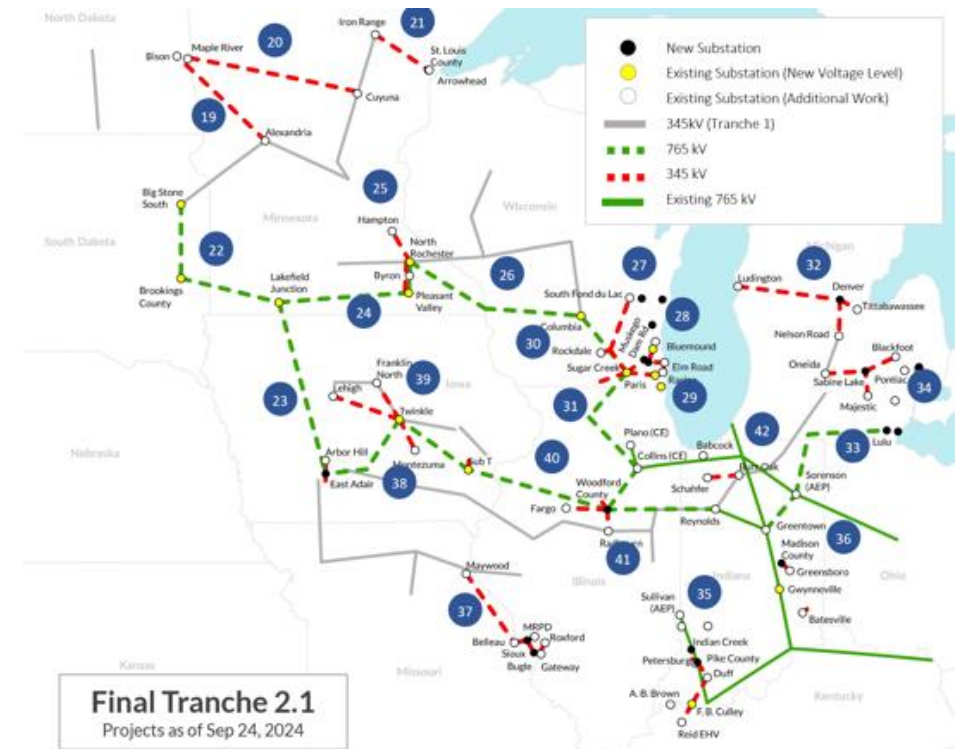 North Dakota
Iron Range
21
20
Bison
Maple River
St. Louis
County
Arrowhead
Cuyuna
19
Alexandria
New Substation
Existing Substation (New Voltage Level)
Existing Substation (Additional Work)
345kV (Tranche 1)
765 kV
345 kV
Existing 765 kV
25
Big Stone
South
Minnesota
Hampton
Wisconsin
South Dakota
22
North
Rochester
Byron
26
27
Michigan
32
Brookings
County
Lakefield
Junction
24
Pleasant
Valley
South Fond du Lac
28
Ludington
Denver
Tittabawassee
Columbia
30
Muskego
Dam Rd
Bluemound
Nelson Road
Rockdale
Sugar Creek
Elm Road
Paris
29
Oneida
Sabine Lake
Blackfoot
Pontiac
34
Majestic
Franklin
North
39
Lehigh
Iowa
Twinkle
31
23
Plano (CE)
Babcock
42
33
Lulu
Nebraska
Arbor Hill
East Adair
Montezuma
38
Sub T
40
Collins (CE)
Woodford
County
Schahfer
Sorenson
(AEP)
Fargo
Reynolds
Greentown
41
36
Madison
County
Maywood
Illinois
Indiana
Greensboro
Ohio
Sullivan
(AEP)
35
Gwynneville
37
Batesville
MRPD
Belleau
Roxford
Sioux
Bugle
Gateway
Indian Creek
Petersburg
Pike County
Duff
Kansas
Missouri
Kentucky
A. B. Brown
F. B. Culley
Reid EHV
Final Tranche 2.1
Projects as of Sep 24, 2024